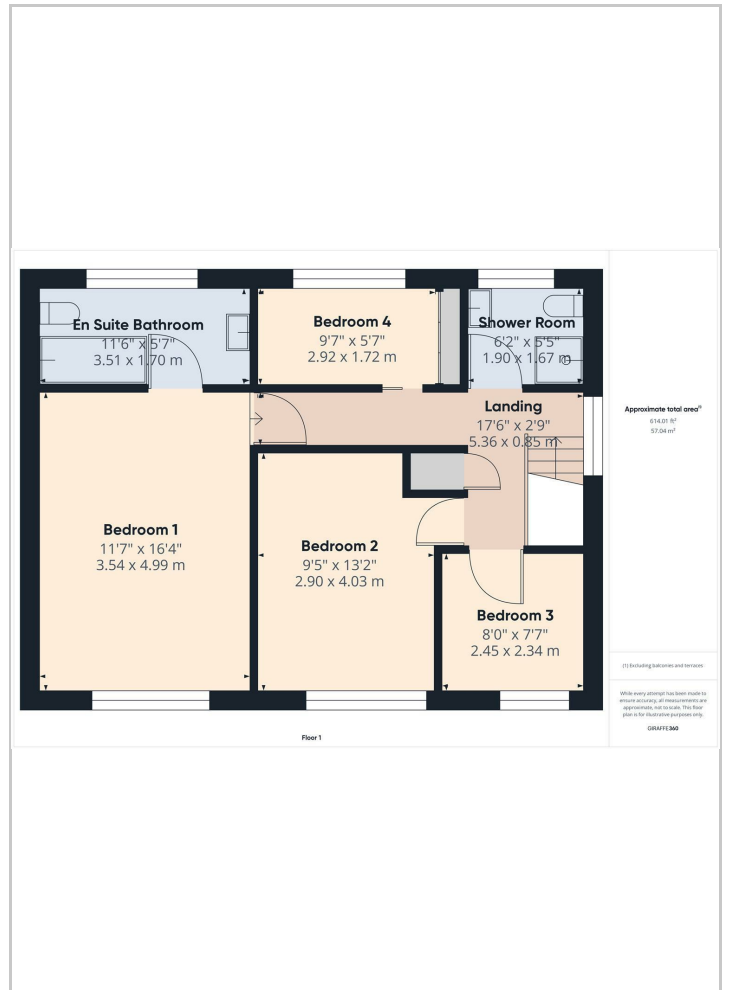 En Suite Bathroom
11'6" x 5'7"
3.51 x 1.70 m
Bedroom 4
9'7" x 5'7"
2.92 x 1.72 m
Shower Room
6'2" x 5'5"
1.90 x 1.67 m
Landing
17'6" x 2'9"
5.36 x 0.85 m
Bedroom 1
11'7" x 16'4"
3.54 x 4.99 m
Bedroom 2
9'5" x 13'2"
2.90 x 4.03 m
Bedroom 3
8'0" x 7'7"
2.45 x 2.34 m
Floor 1
Approximate total area⁽¹⁾
614.01 ft²
57.04 m²
(1) Excluding balconies and terraces
While every attempt has been made to
ensure accuracy, all measurements are
approximate, not to scale. This floor
plan is for illustrative purposes only.
GIRAFFE360